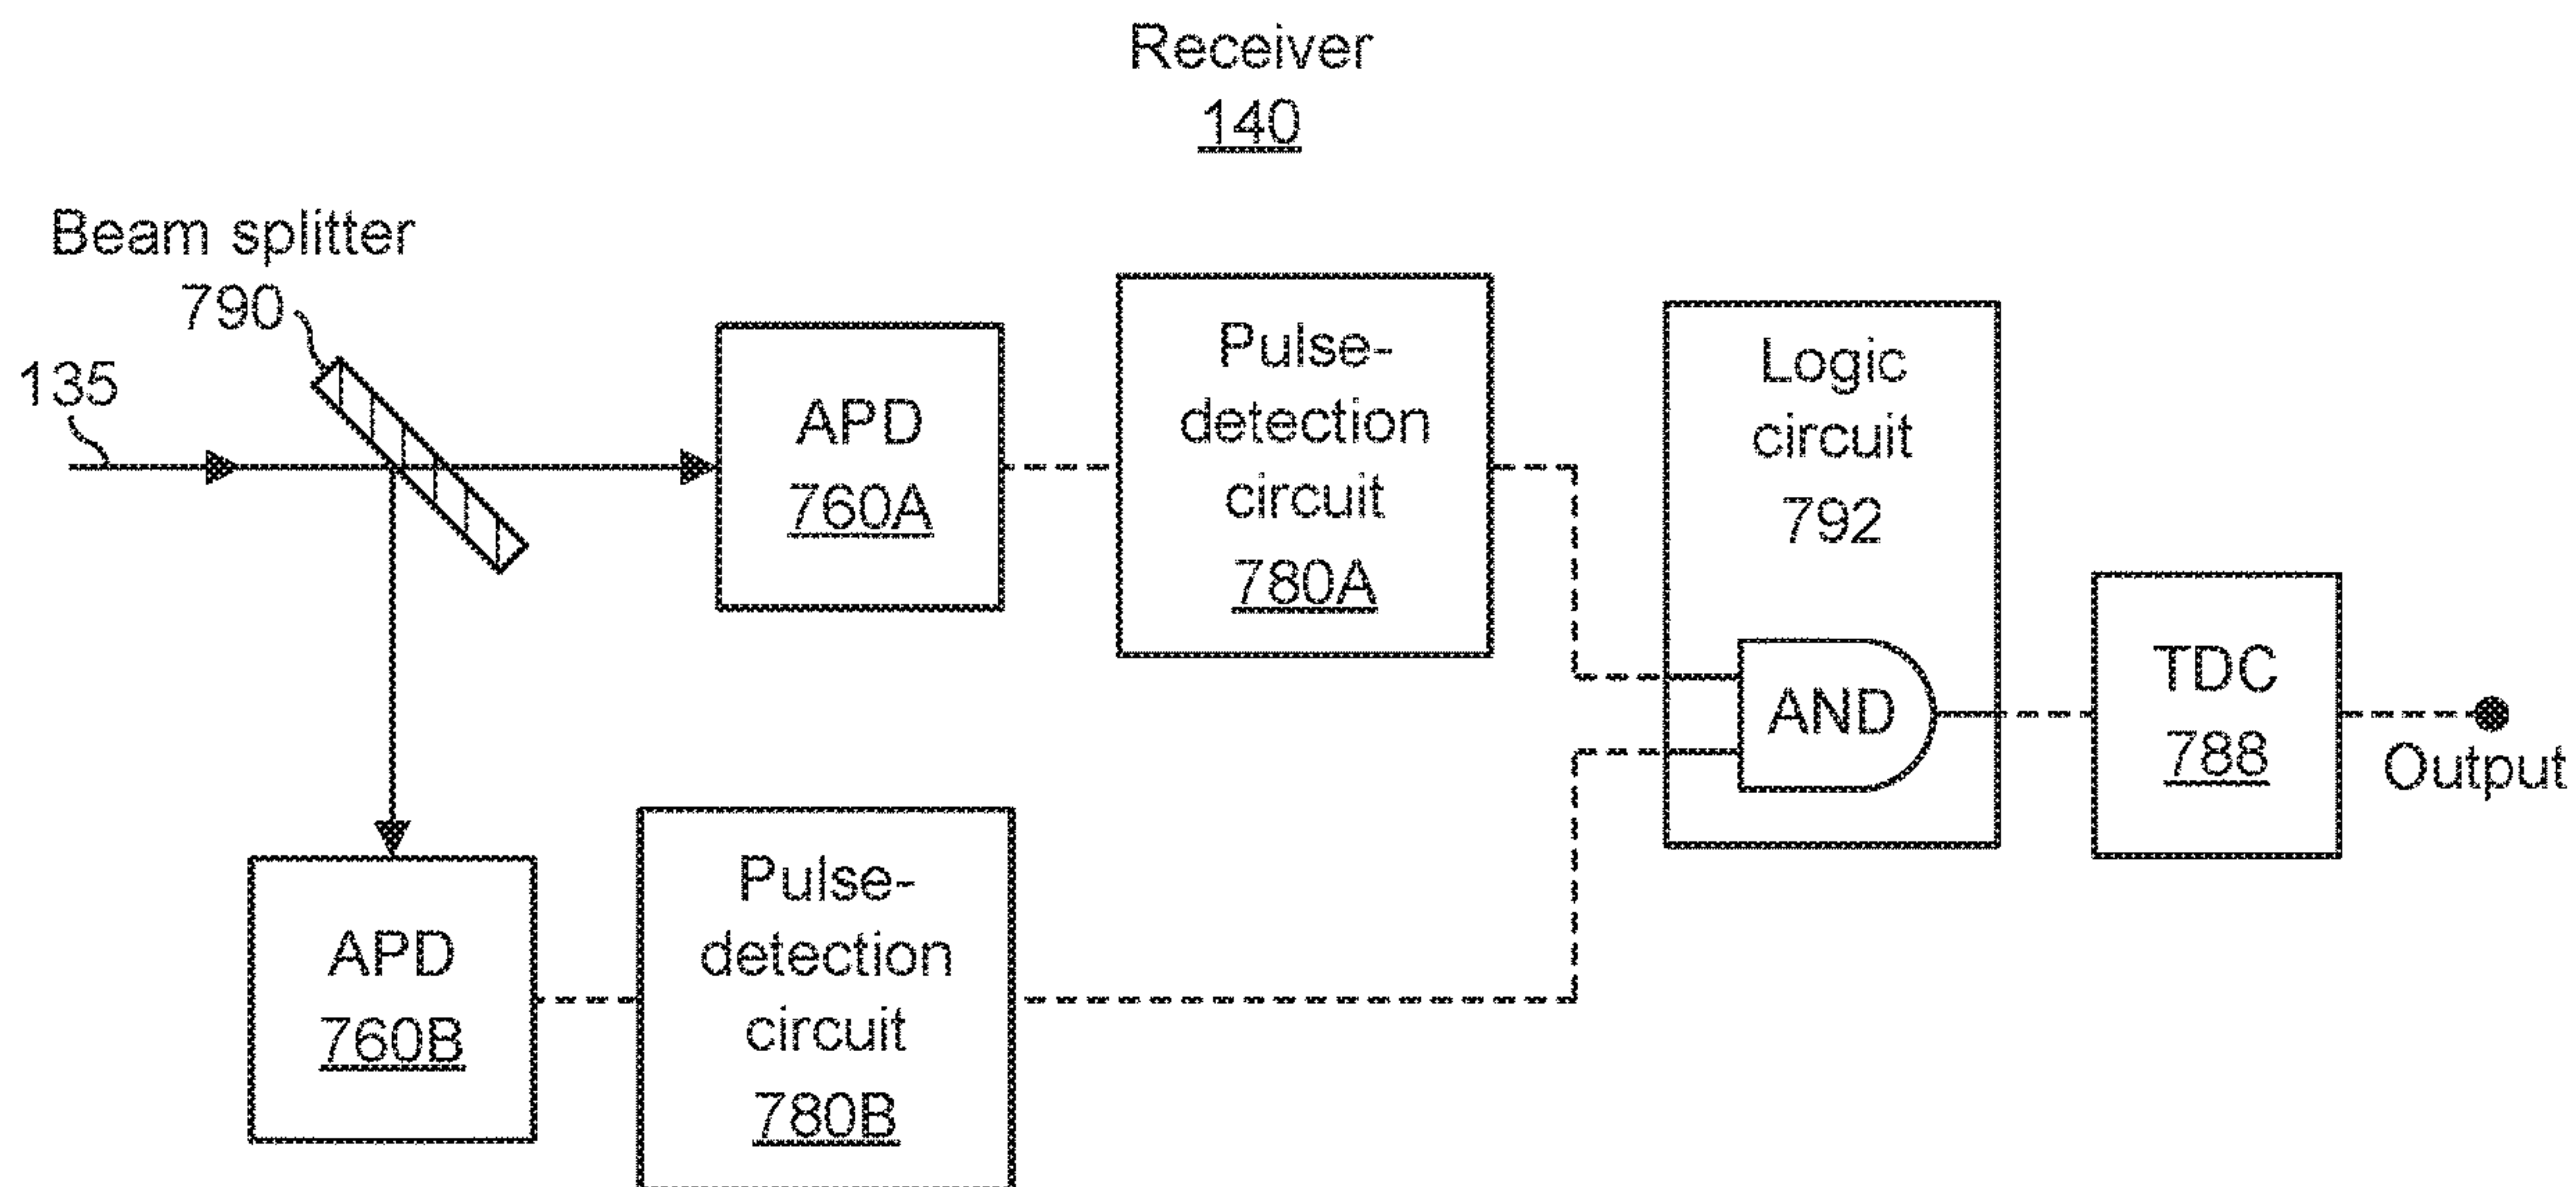 Receiver
140
Beam splitter
790
135
APD
760A
Pulse-
detection
circuit
780A
Logic
circuit
792
AND
TDC
788
Output
APD
760B
Pulse-
detection
circuit
780B